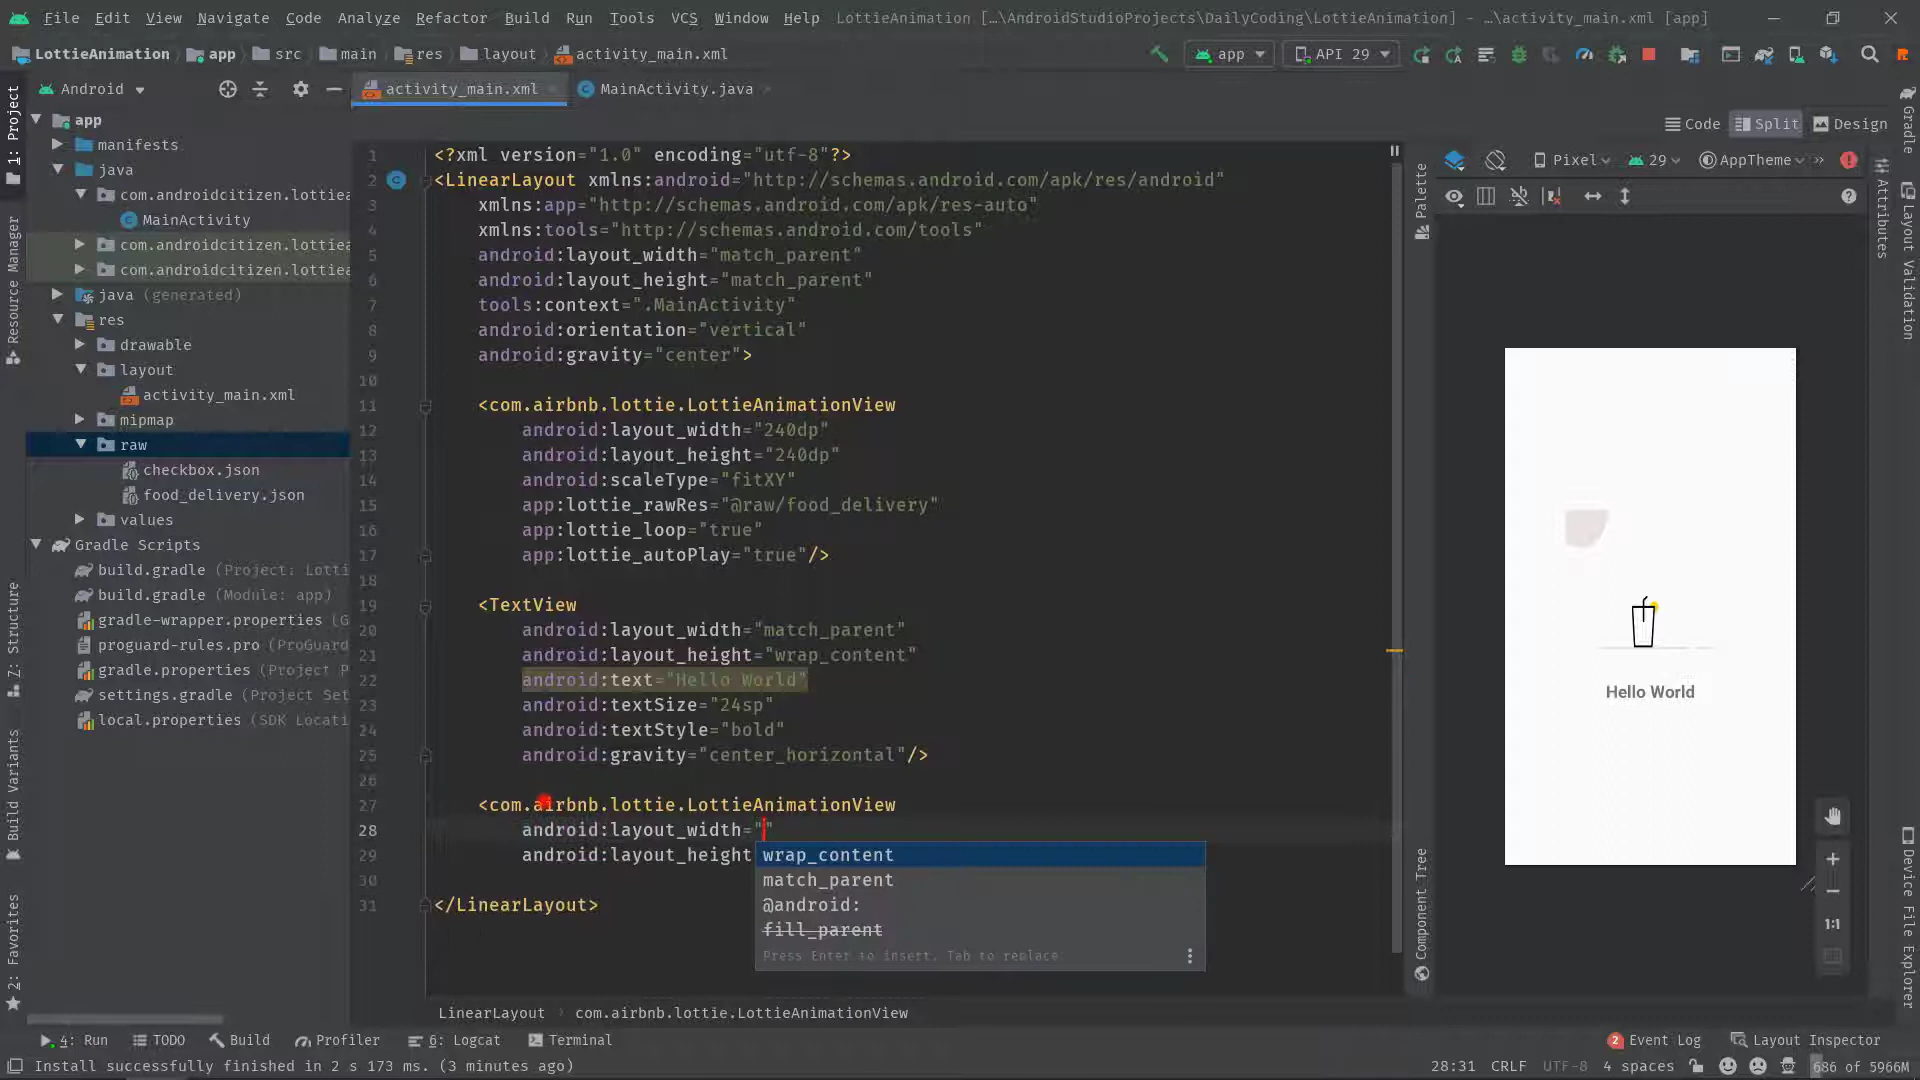 File Edit View Navigate Code Analyze Refactor Build Run Tools VCS Window Help LottieAnimation [...\AndroidStudioProjects\DailyCoding\LottieAnimation] - ...\activity_main.xml [app]
LottieAnimation app src main res layout activity_main.xml app API 29
Android activity_main.xml MainActivity.java
Code Split Design
Pixel 29 AppTheme »
app
manifests
java
com.androidcitizen.lottiea
MainActivity
com.androidcitizen.lottiea
com.androidcitizen.lottiea
java (generated)
res
drawable
layout
activity_main.xml
mipmap
raw
checkbox.json
food_delivery.json
values
Gradle Scripts
build.gradle (Project: Lotti
build.gradle (Module: app)
gradle-wrapper.properties (G
proguard-rules.pro (ProGuard
gradle.properties (Project P
settings.gradle (Project Set
local.properties (SDK Locati
1 <?xml version="1.0" encoding="utf-8"?>
2 <LinearLayout xmlns:android="http://schemas.android.com/apk/res/android"
3 xmlns:app="http://schemas.android.com/apk/res-auto"
4 xmlns:tools="http://schemas.android.com/tools"
5 android:layout_width="match_parent"
6 android:layout_height="match_parent"
7 tools:context=".MainActivity"
8 android:orientation="vertical"
9 android:gravity="center">
10
11 <com.airbnb.lottie.LottieAnimationView
12 android:layout_width="240dp"
13 android:layout_height="240dp"
14 android:scaleType="fitXY"
15 app:lottie_rawRes="@raw/food_delivery"
16 app:lottie_loop="true"
17 app:lottie_autoPlay="true"/>
18
19 <TextView
20 android:layout_width="match_parent"
21 android:layout_height="wrap_content"
22 android:text="Hello World"
23 android:textSize="24sp"
24 android:textStyle="bold"
25 android:gravity="center_horizontal"/>
26
27 <com.airbnb.lottie.LottieAnimationView
28 android:layout_width=""
29 android:layout_height
30
31 </LinearLayout>
wrap_content
match_parent
@android:
fill_parent
Press Enter to insert, Tab to replace
Hello World
1:1
1: Project
Resource Manager
Z: Structure
Build Variants
2: Favorites
Palette
Component Tree
Attributes
Gradle
Layout Validation
Device File Explorer
LinearLayout › com.airbnb.lottie.LottieAnimationView
4: Run TODO Build Profiler 6: Logcat Terminal 2 Event Log Layout Inspector
Install successfully finished in 2 s 173 ms. (3 minutes ago) 28:31 CRLF UTF-8 4 spaces 686 of 5966M